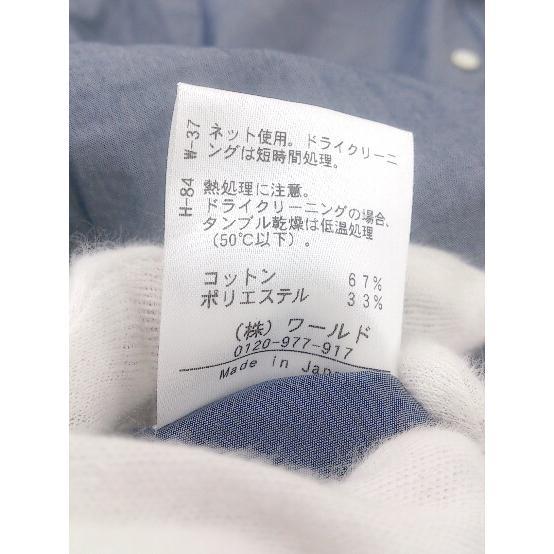 W-37
ネット使用。ドライクリーニ
ングは短時間処理。
H-84
熱処理に注意。
ドライクリーニングの場合、
タンブル乾燥は低温処理
(50℃以下)。
コットン 67%
ポリエステル 33%
(株) ワールド
0120-977-917
Made in